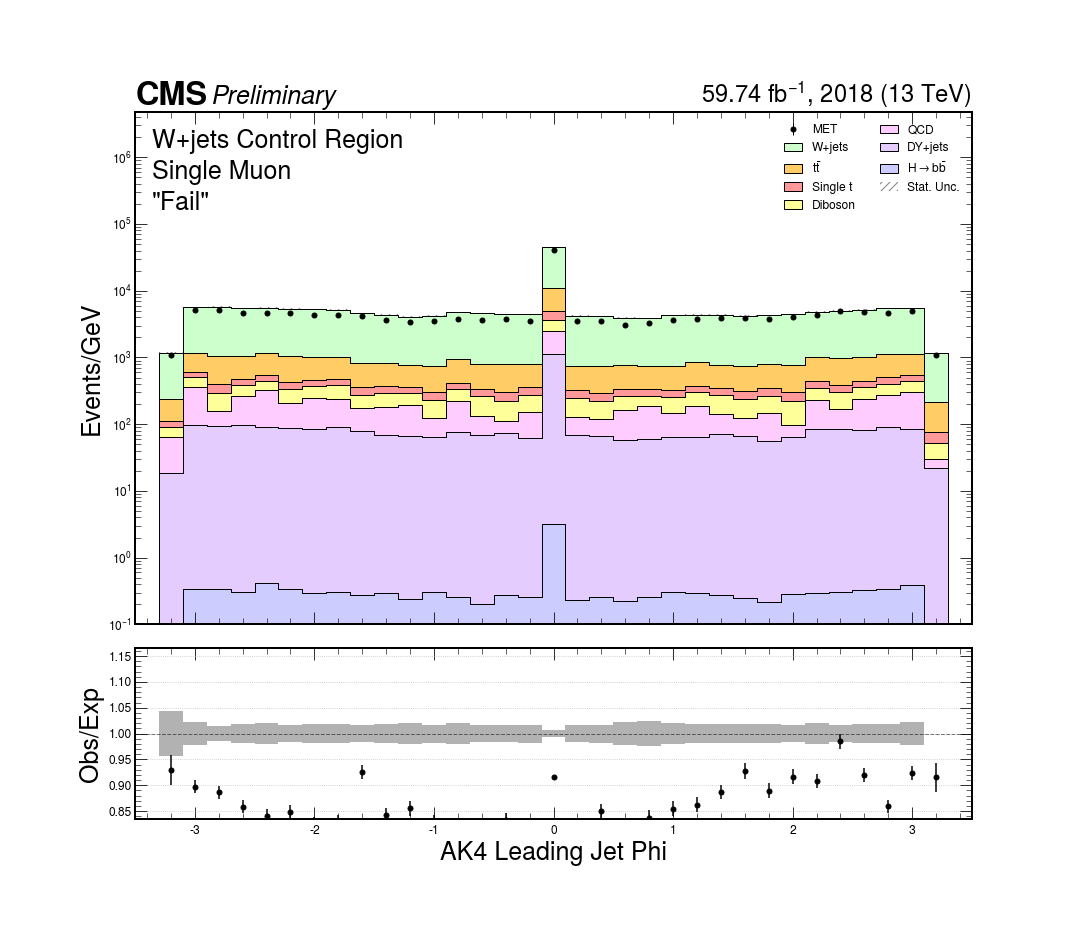 CMS Preliminary
59.74 fb⁻¹, 2018 (13 TeV)
W+jets Control Region
Single Muon
"Fail"
MET
W+jets
tt̄
Single t
Diboson
QCD
DY+jets
H→bb̄
Stat. Unc.
Events/GeV
10⁶
10⁵
10⁴
10³
10²
10¹
10⁰
10⁻¹
Obs/Exp
1.15
1.10
1.05
1.00
0.95
0.90
0.85
-3 -2 -1 0 1 2 3
AK4 Leading Jet Phi